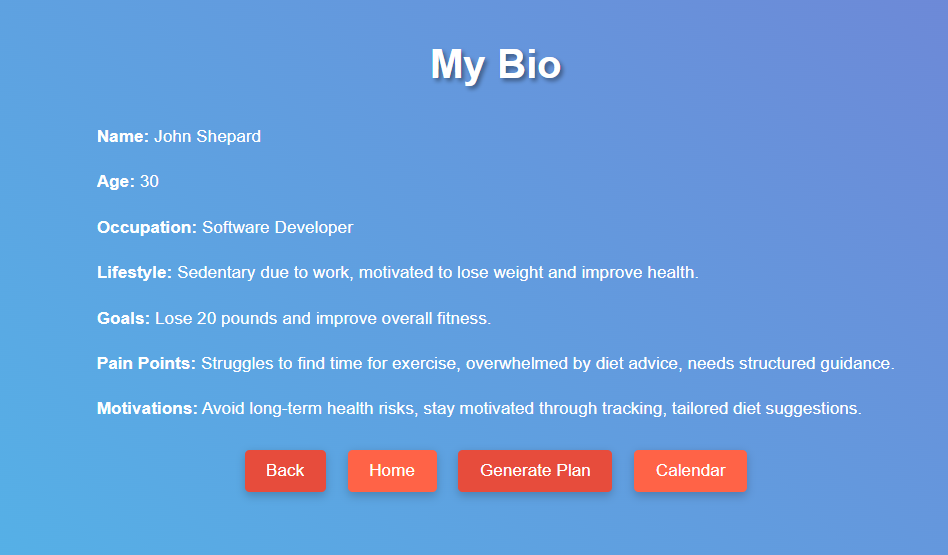 My Bio
Name: John Shepard
Age: 30
Occupation: Software Developer
Lifestyle: Sedentary due to work, motivated to lose weight and improve health.
Goals: Lose 20 pounds and improve overall fitness.
Pain Points: Struggles to find time for exercise, overwhelmed by diet advice, needs structured guidance.
Motivations: Avoid long-term health risks, stay motivated through tracking, tailored diet suggestions.
Back Home Generate Plan Calendar